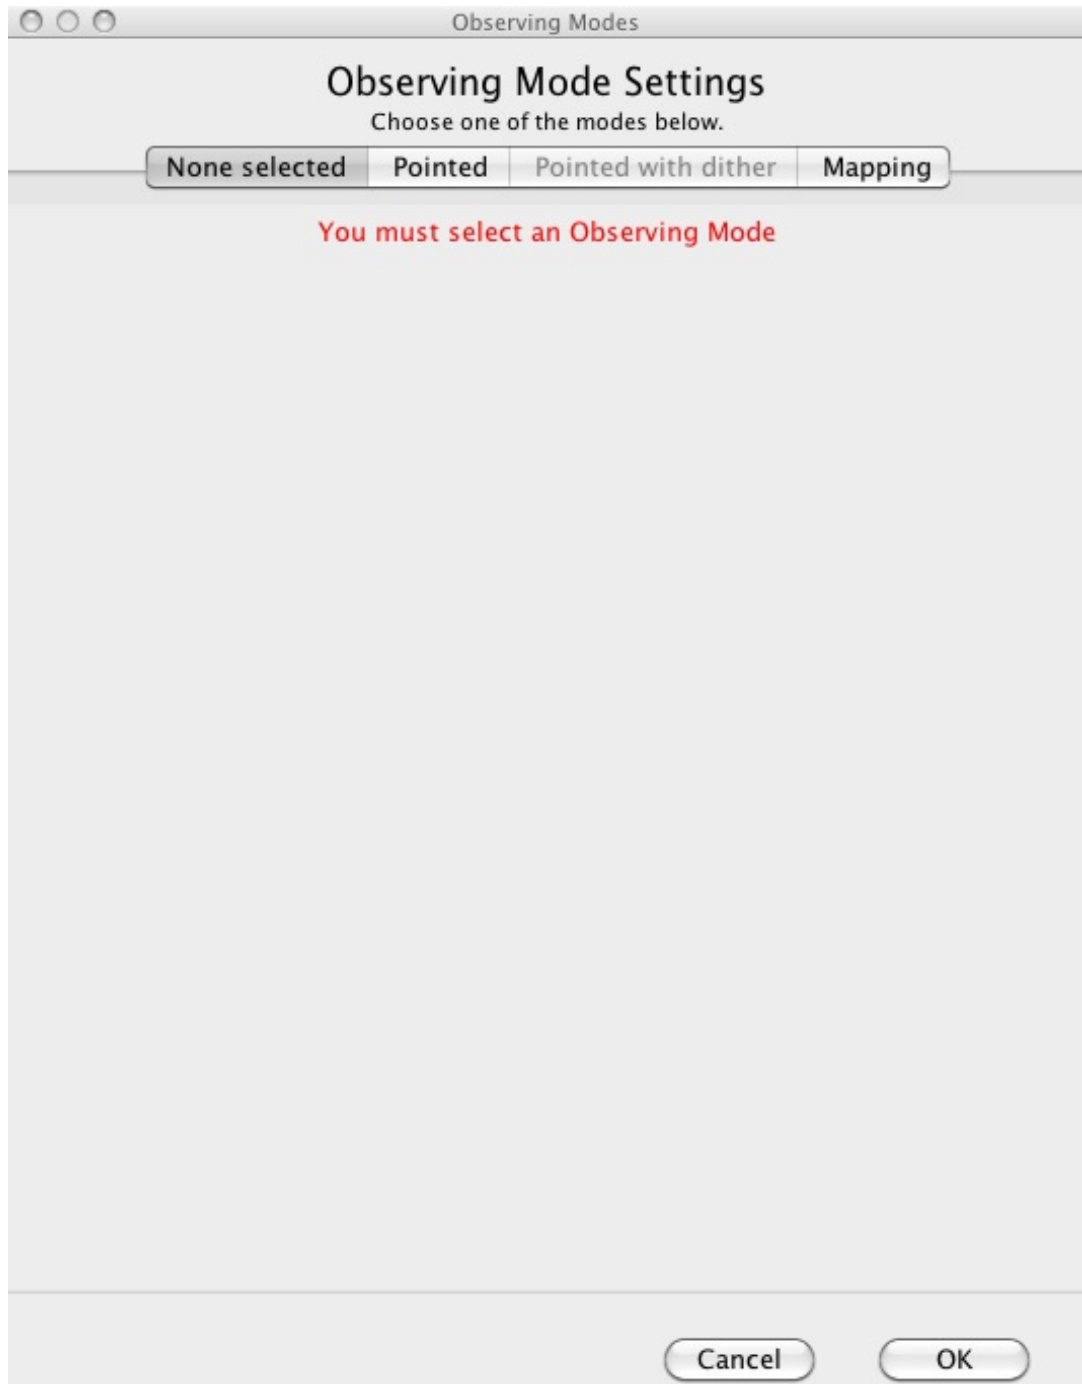 Observing Modes
Observing Mode Settings
Choose one of the modes below.
None selected Pointed Pointed with dither Mapping
You must select an Observing Mode
Cancel OK